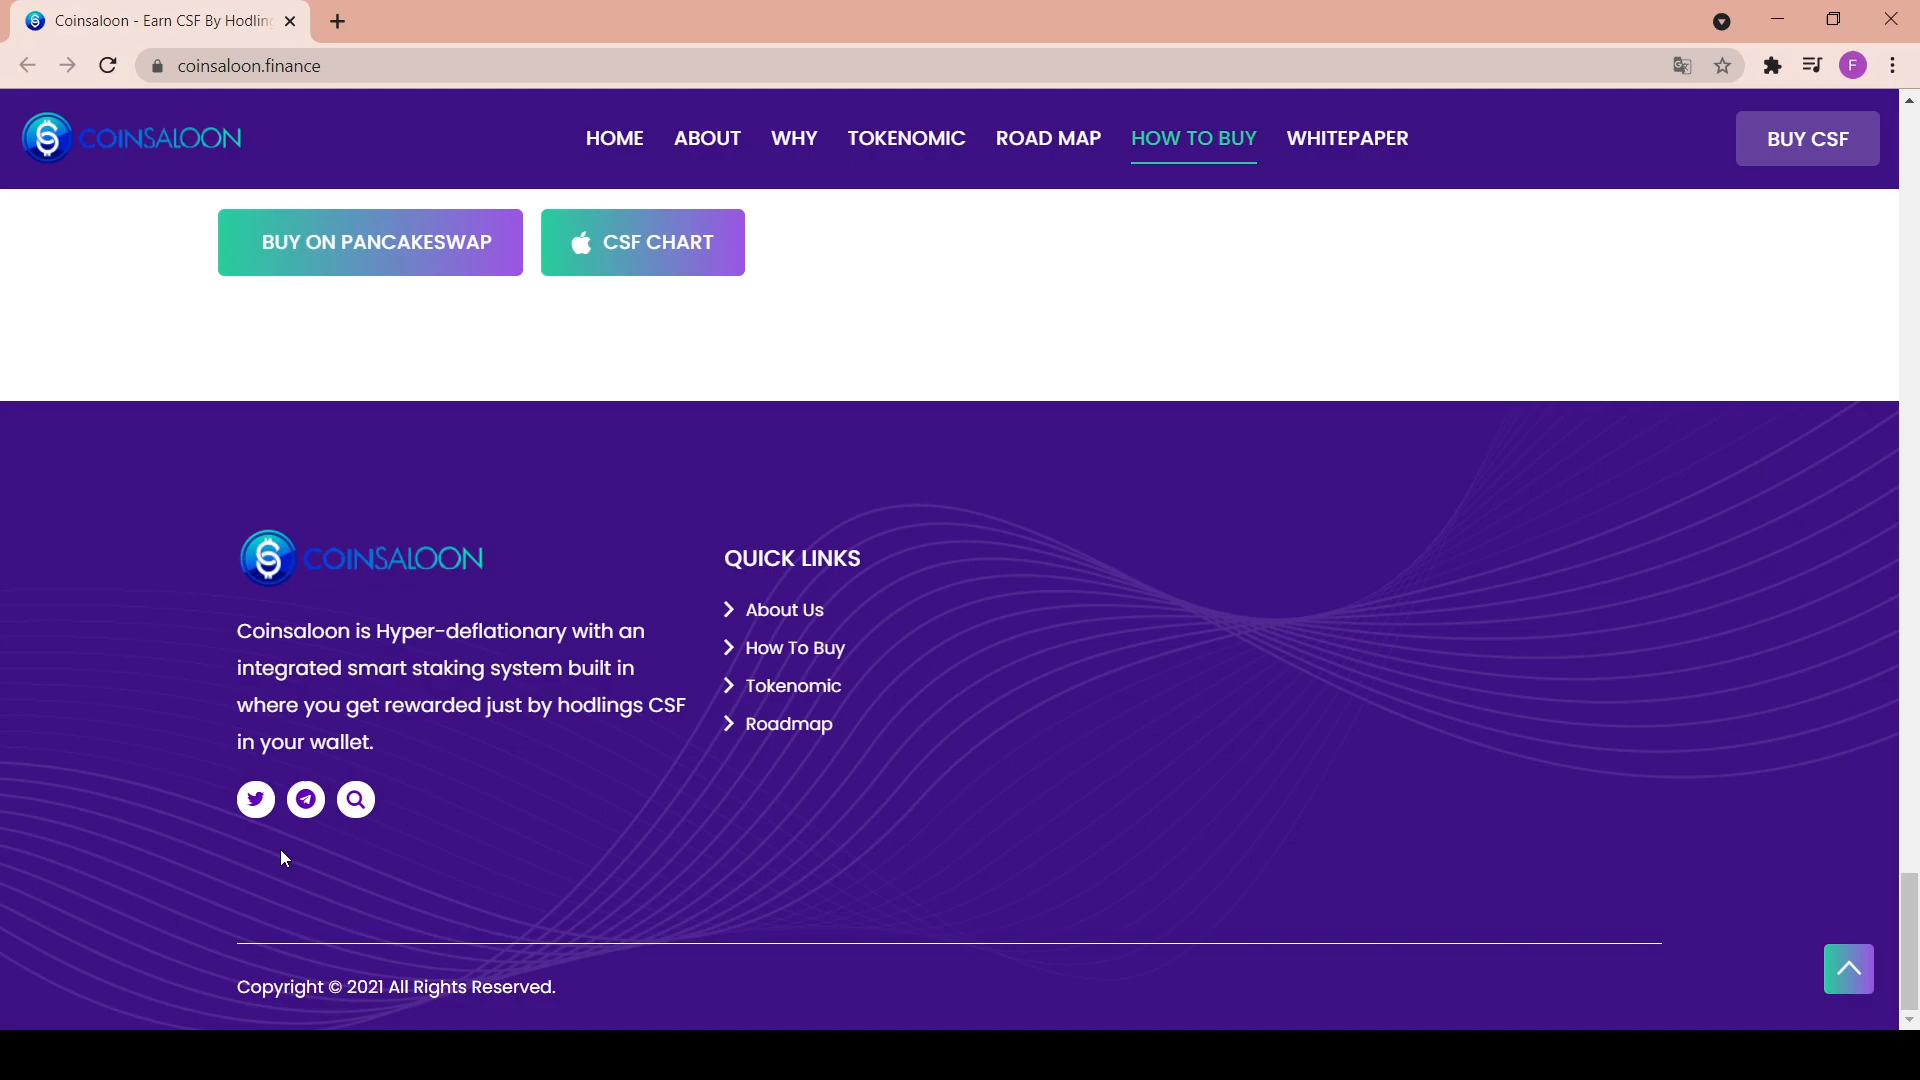 Coinsaloon - Earn CSF By Hodlin
coinsaloon.finance
F
COINSALOON
HOME ABOUT WHY TOKENOMIC ROAD MAP HOW TO BUY WHITEPAPER
BUY CSF
BUY ON PANCAKESWAP
CSF CHART
COINSALOON
Coinsaloon is Hyper-deflationary with an
integrated smart staking system built in
where you get rewarded just by hodlings CSF
in your wallet.
QUICK LINKS
About Us
How To Buy
Tokenomic
Roadmap
Copyright © 2021 All Rights Reserved.